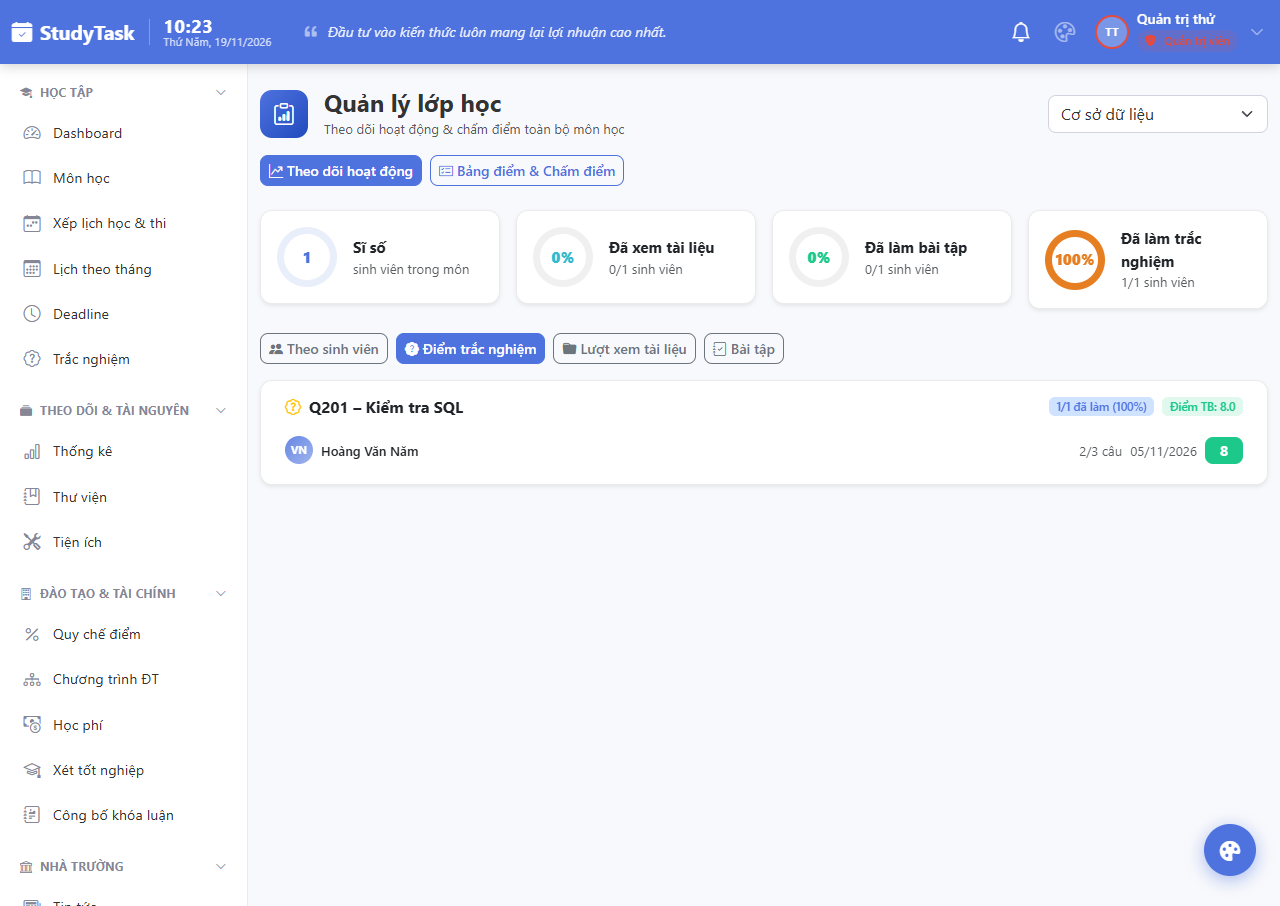 StudyTask
10:23
Thứ Năm, 19/11/2026
Đầu tư vào kiến thức luôn mang lại lợi nhuận cao nhất.
TT
Quản trị thử
Quản trị viên
HỌC TẬP
Dashboard
Môn học
Xếp lịch học & thi
Lịch theo tháng
Deadline
Trắc nghiệm
THEO DÕI & TÀI NGUYÊN
Thống kê
Thư viện
Tiện ích
ĐÀO TẠO & TÀI CHÍNH
Quy chế điểm
Chương trình ĐT
Học phí
Xét tốt nghiệp
Công bố khóa luận
NHÀ TRƯỜNG
Tin tức
Quản lý lớp học
Theo dõi hoạt động & chấm điểm toàn bộ môn học
Cơ sở dữ liệu
Theo dõi hoạt động
Bảng điểm & Chấm điểm
1
Sĩ số
sinh viên trong môn
0%
Đã xem tài liệu
0/1 sinh viên
0%
Đã làm bài tập
0/1 sinh viên
100%
Đã làm trắc
nghiệm
1/1 sinh viên
Theo sinh viên
Điểm trắc nghiệm
Lượt xem tài liệu
Bài tập
Q201 – Kiểm tra SQL
1/1 đã làm (100%)
Điểm TB: 8.0
VN
Hoàng Văn Năm
2/3 câu
05/11/2026
8